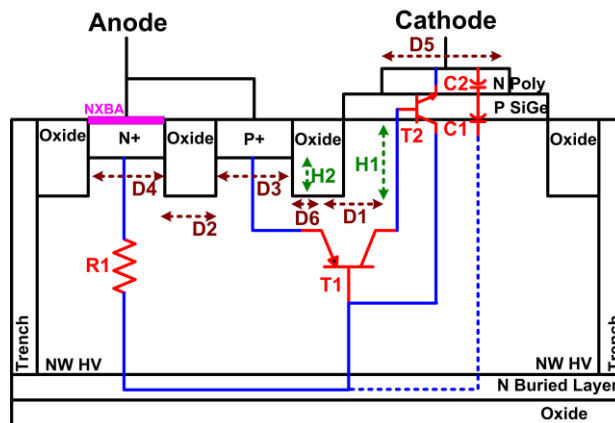 Anode
Cathode
D5
NXBA
C2
N Poly
P SiGe
Oxide
N+
Oxide
P+
Oxide
T2
C1
Oxide
H2
H1
D4
D3
D2
D6
D1
R1
T1
Trench
NW HV
NW HV
Trench
N Buried Layer
Oxide